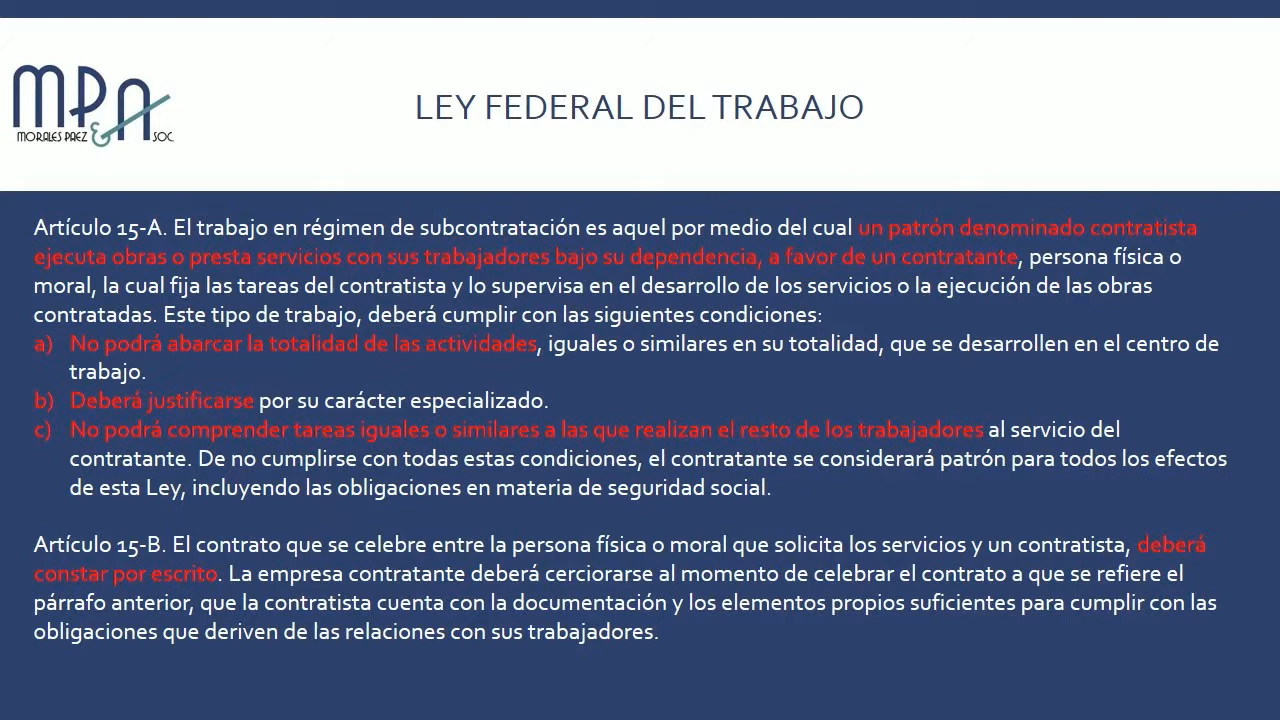 MPA
MORALES PAEZ & SOC.
LEY FEDERAL DEL TRABAJO
Artículo 15-A. El trabajo en régimen de subcontratación es aquel por medio del cual un patrón denominado contratista
ejecuta obras o presta servicios con sus trabajadores bajo su dependencia, a favor de un contratante, persona física o
moral, la cual fija las tareas del contratista y lo supervisa en el desarrollo de los servicios o la ejecución de las obras
contratadas. Este tipo de trabajo, deberá cumplir con las siguientes condiciones:
a) No podrá abarcar la totalidad de las actividades, iguales o similares en su totalidad, que se desarrollen en el centro de
trabajo.
b) Deberá justificarse por su carácter especializado.
c) No podrá comprender tareas iguales o similares a las que realizan el resto de los trabajadores al servicio del
contratante. De no cumplirse con todas estas condiciones, el contratante se considerará patrón para todos los efectos
de esta Ley, incluyendo las obligaciones en materia de seguridad social.
Artículo 15-B. El contrato que se celebre entre la persona física o moral que solicita los servicios y un contratista, deberá
constar por escrito. La empresa contratante deberá cerciorarse al momento de celebrar el contrato a que se refiere el
párrafo anterior, que la contratista cuenta con la documentación y los elementos propios suficientes para cumplir con las
obligaciones que deriven de las relaciones con sus trabajadores.